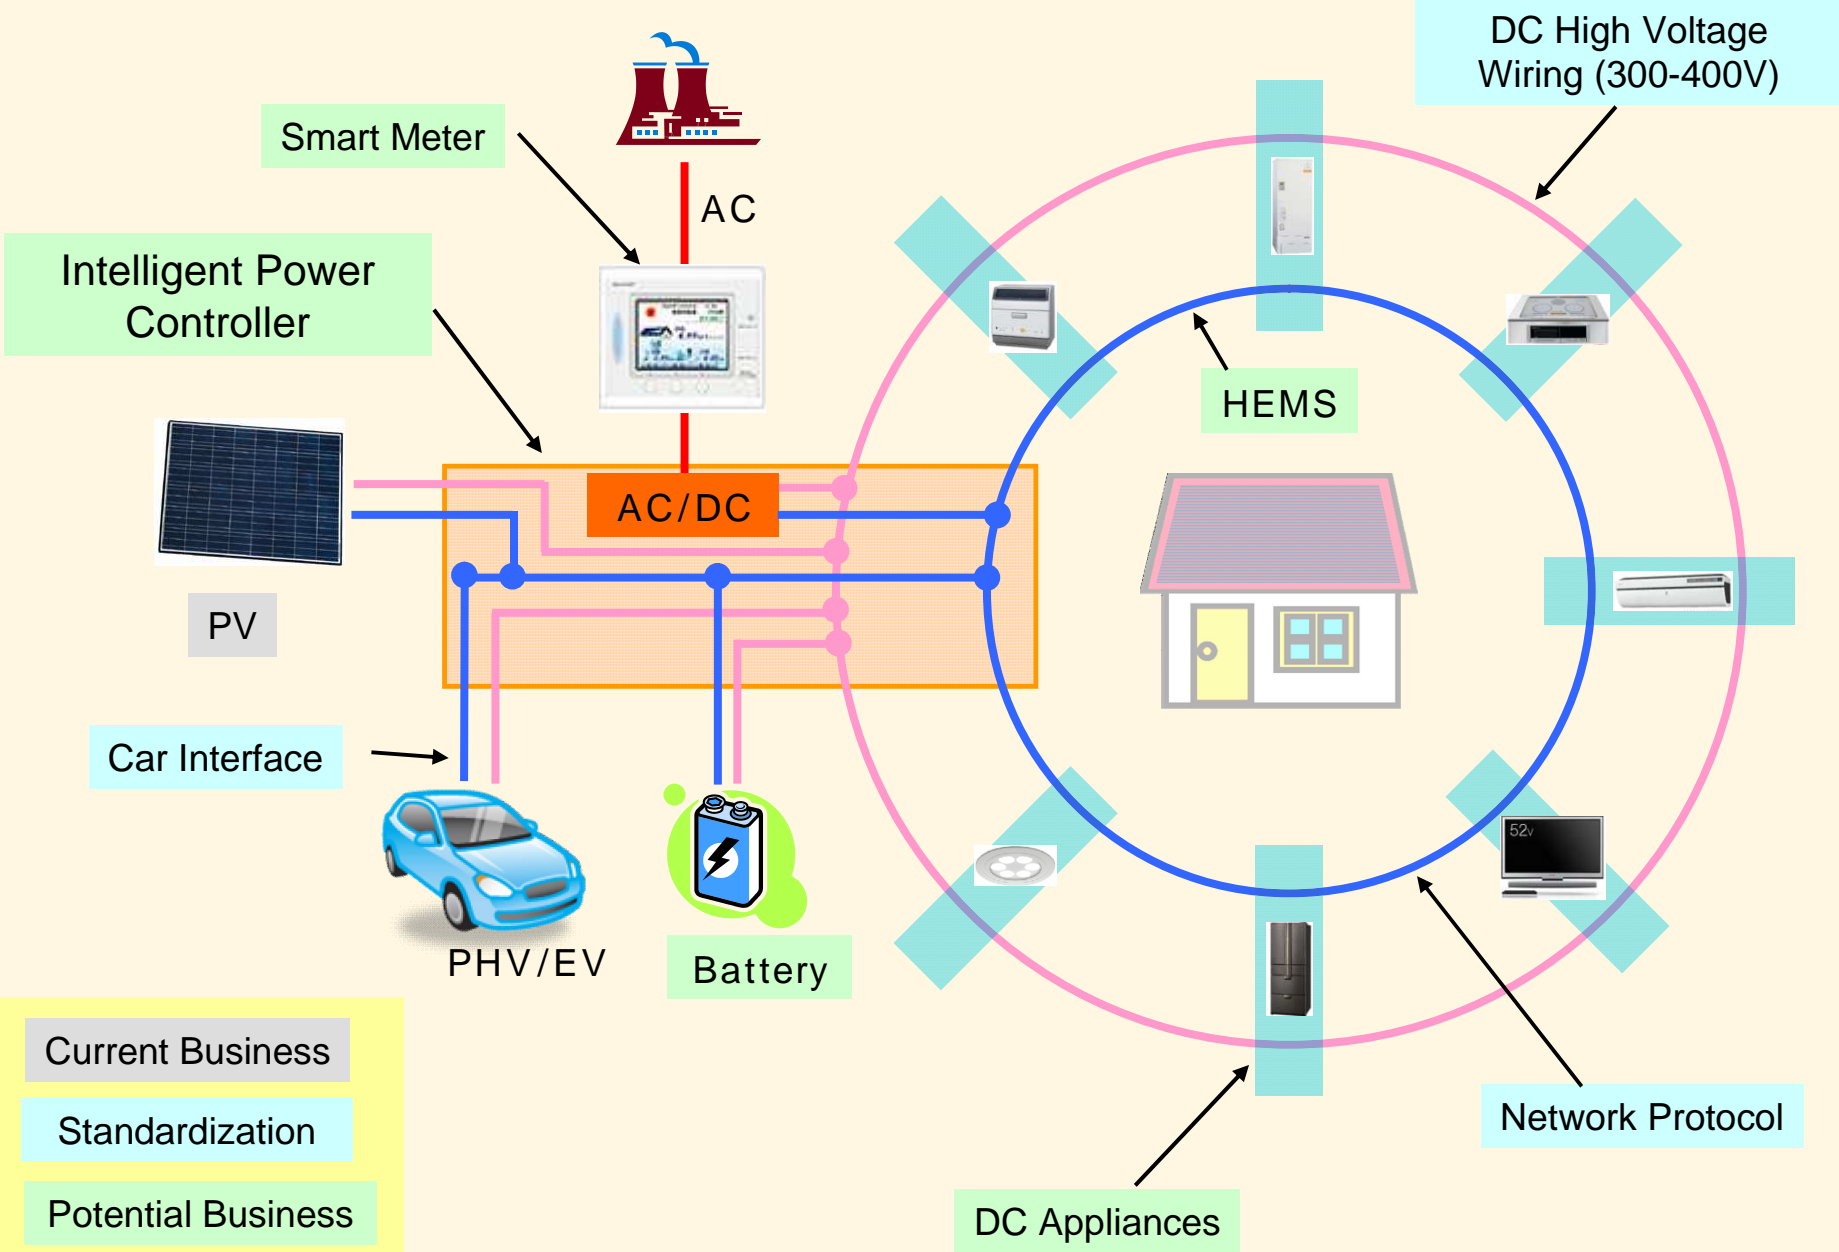 DC High Voltage
Wiring (300-400V)
Smart Meter
AC
Intelligent Power
Controller
HEMS
AC/DC
PV
Car Interface
52V
PHV/EV
Battery
Current Business
Standardization
Network Protocol
Potential Business
DC Appliances